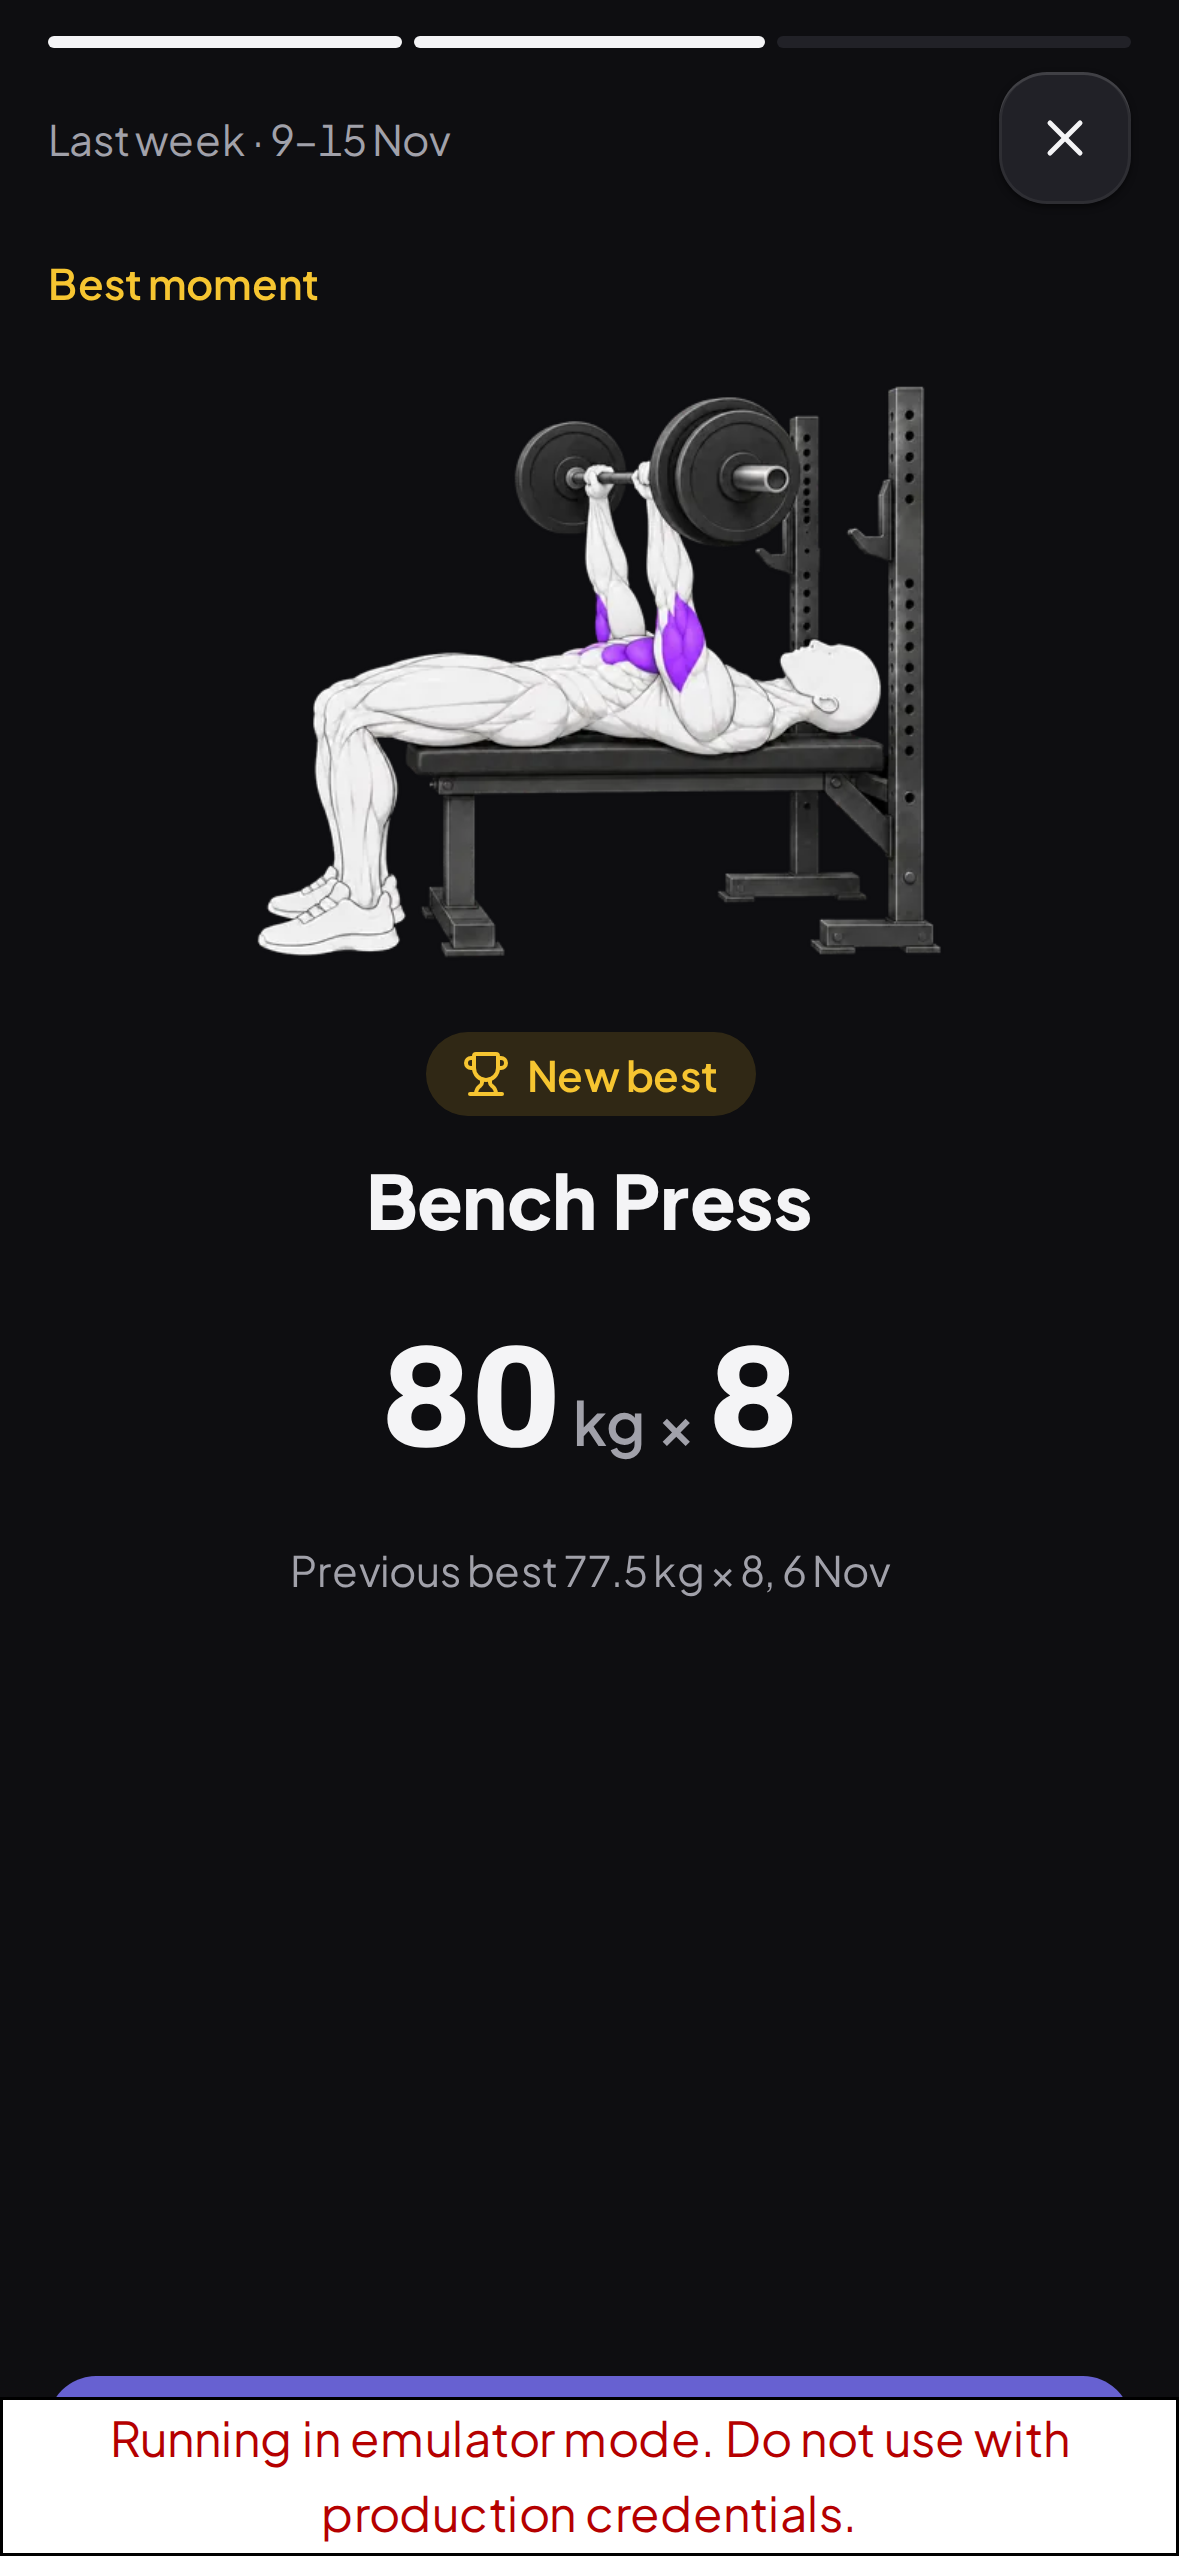 Last week · 9–15 Nov
Best moment
New best
Bench Press
80 kg × 8
Previous best 77.5 kg × 8, 6 Nov
Running in emulator mode. Do not use with
production credentials.